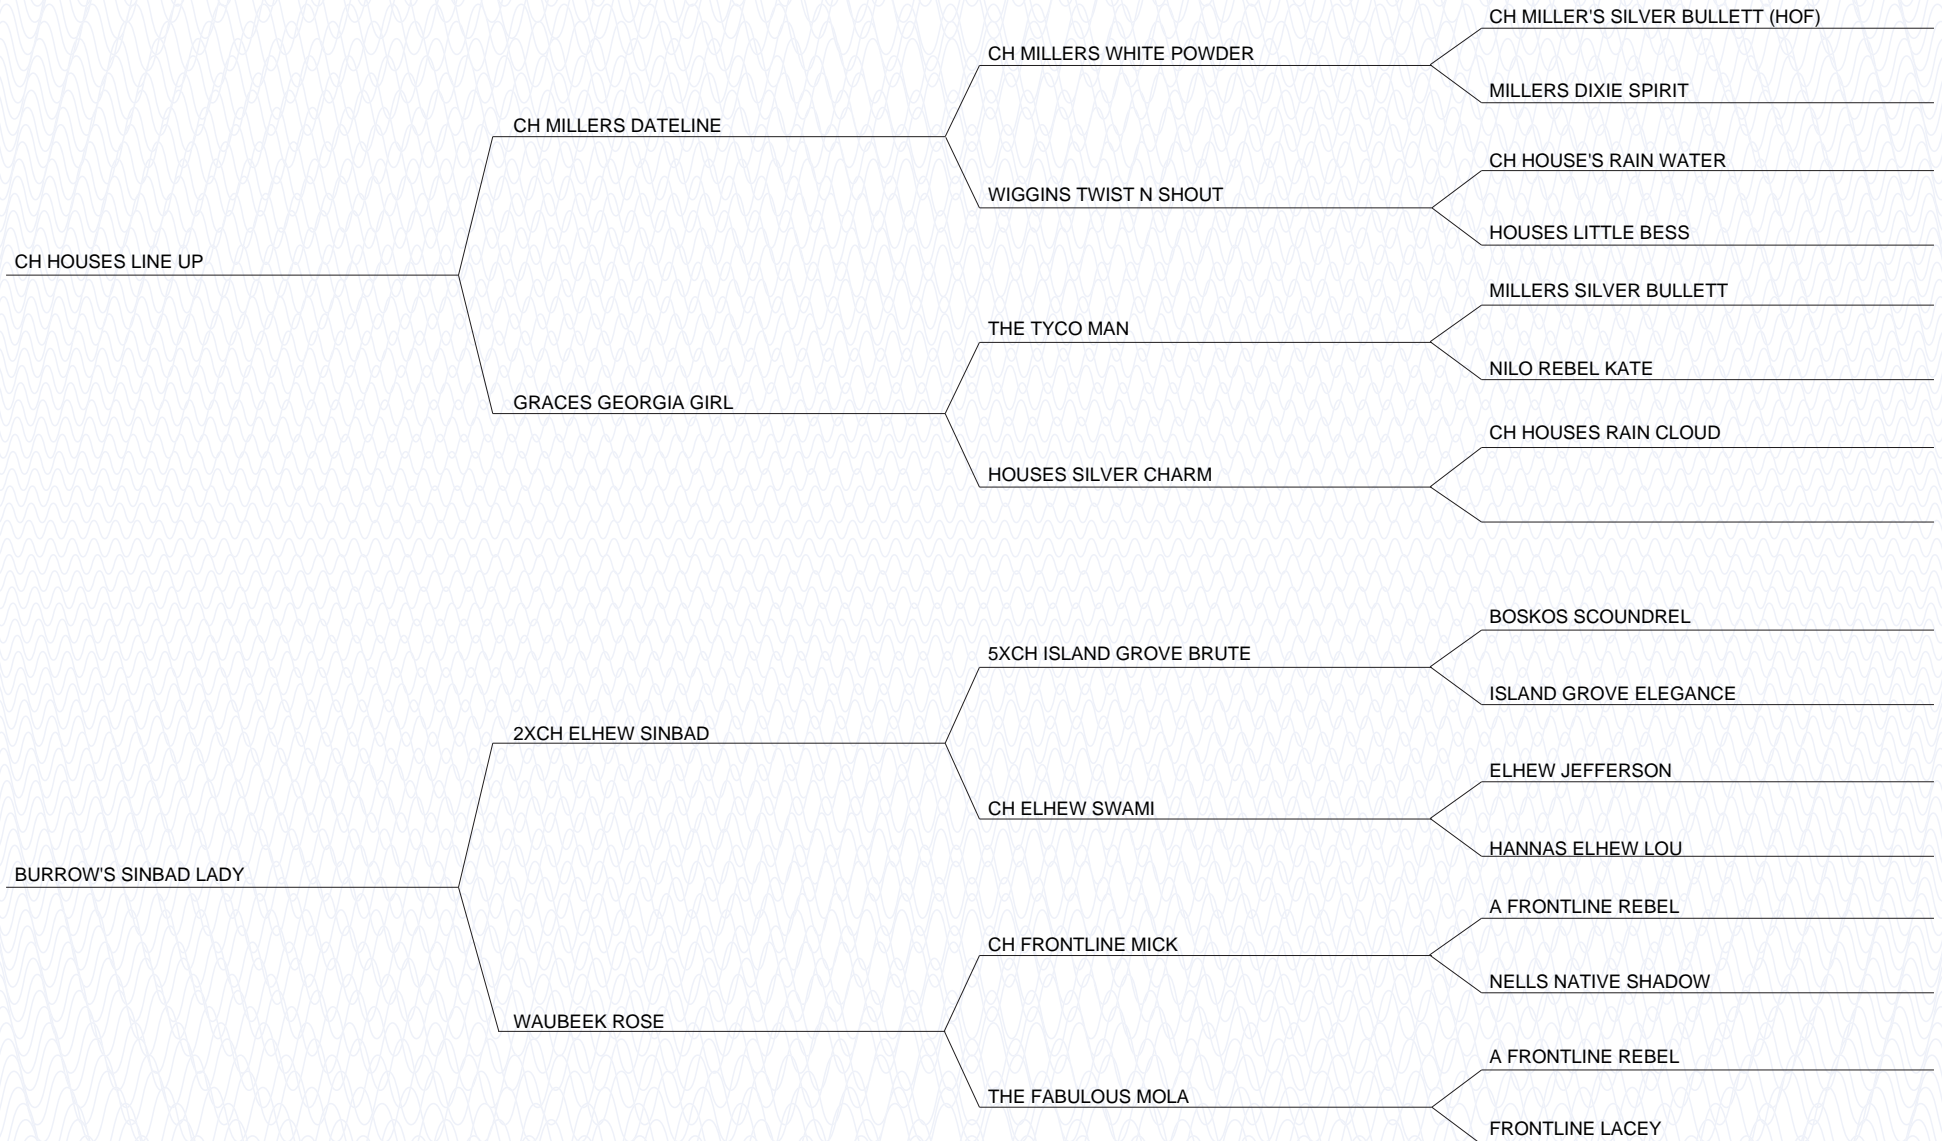 CH MILLER'S SILVER BULLETT (HOF)
CH MILLERS WHITE POWDER
MILLERS DIXIE SPIRIT
CH MILLERS DATELINE
CH HOUSE'S RAIN WATER
WIGGINS TWIST N SHOUT
HOUSES LITTLE BESS
CH HOUSES LINE UP
MILLERS SILVER BULLETT
THE TYCO MAN
NILO REBEL KATE
GRACES GEORGIA GIRL
CH HOUSES RAIN CLOUD
HOUSES SILVER CHARM
BOSKOS SCOUNDREL
5XCH ISLAND GROVE BRUTE
ISLAND GROVE ELEGANCE
2XCH ELHEW SINBAD
ELHEW JEFFERSON
CH ELHEW SWAMI
HANNAS ELHEW LOU
BURROW'S SINBAD LADY
A FRONTLINE REBEL
CH FRONTLINE MICK
NELLS NATIVE SHADOW
WAUBEEK ROSE
A FRONTLINE REBEL
THE FABULOUS MOLA
FRONTLINE LACEY